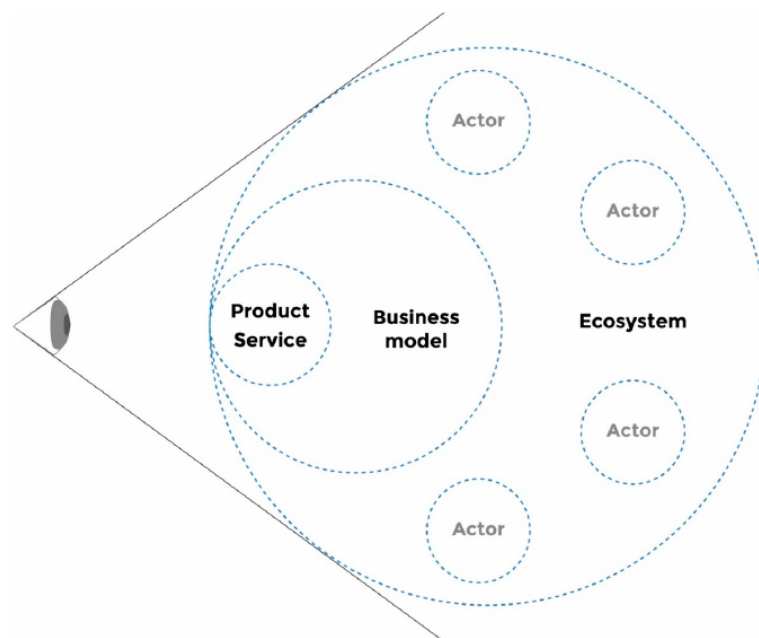 Actor
Actor
Product
Service
Business
model
Ecosystem
Actor
Actor